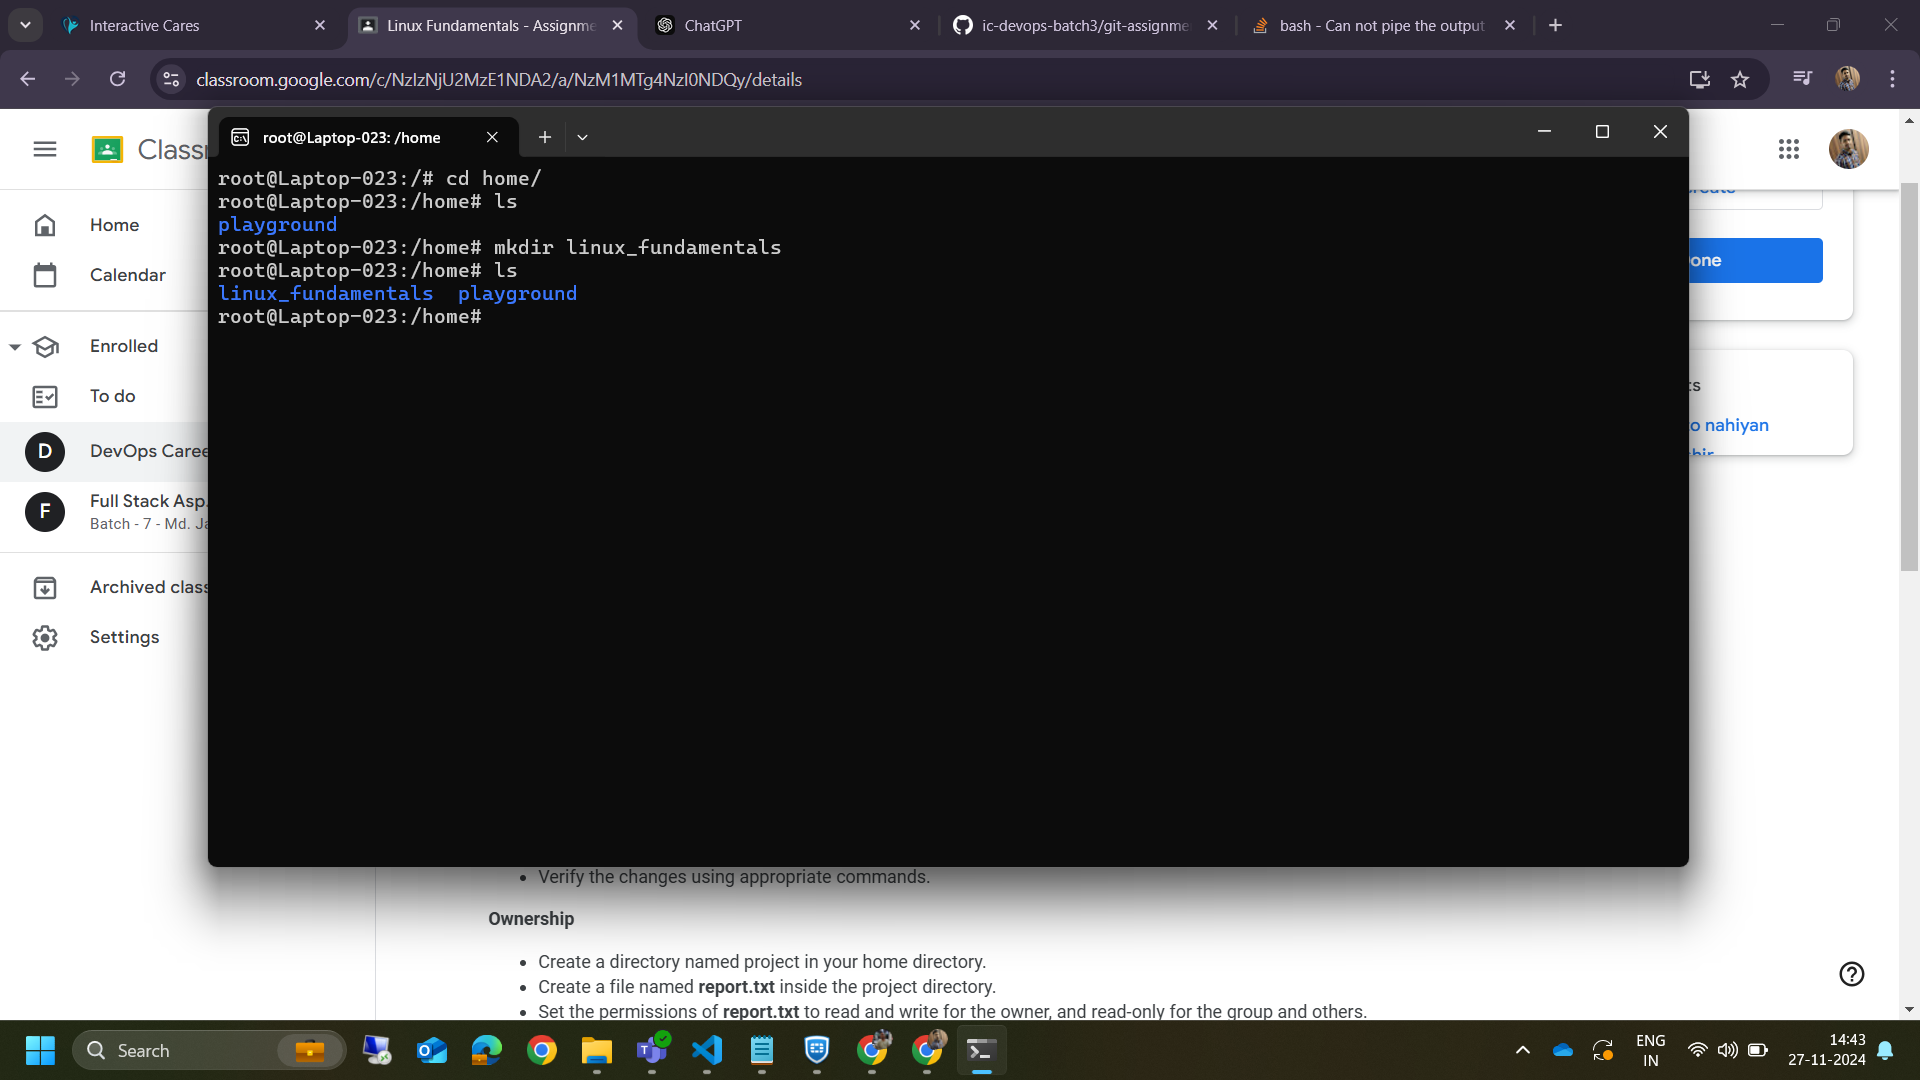 Interactive Cares
Linux Fundamentals - Assignme
ChatGPT
ic-devops-batch3/git-assignme
bash - Can not pipe the output
classroom.google.com/c/NzIzNjU2MzE1NDA2/a/NzM1MTg4NzI0NDQy/details
Classr
root@Laptop-023: /home
root@Laptop-023:/# cd home/
root@Laptop-023:/home# ls
playground
root@Laptop-023:/home# mkdir linux_fundamentals
root@Laptop-023:/home# ls
linux_fundamentals playground
root@Laptop-023:/home#
Home
Calendar
Enrolled
To do
D DevOps Caree
F Full Stack Asp.
Batch - 7 - Md. Ja
Archived class
Settings
one
ts
o nahiyan
Verify the changes using appropriate commands.
Ownership
Create a directory named project in your home directory.
Create a file named report.txt inside the project directory.
Set the permissions of report.txt to read and write for the owner, and read-only for the group and others.
Search
ENG
IN
14:43
27-11-2024